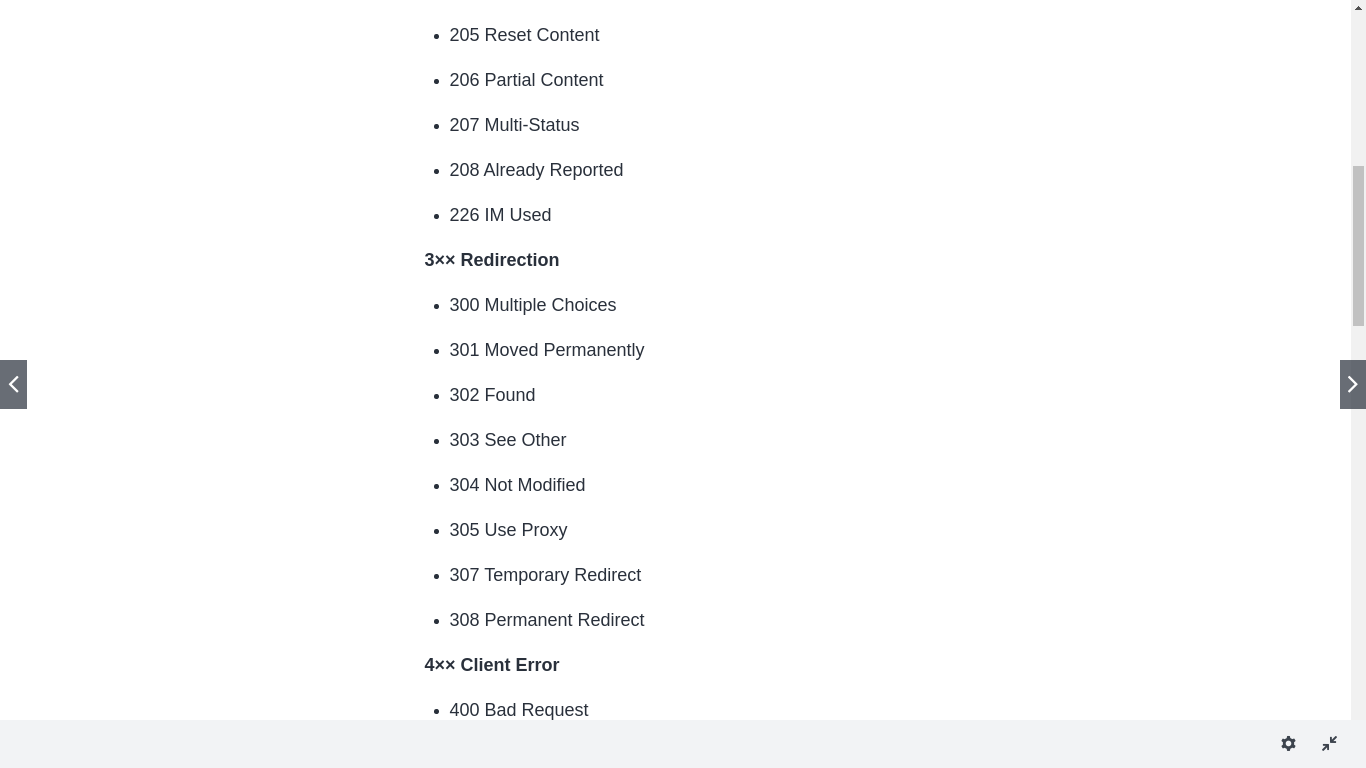 205 Reset Content
206 Partial Content
207 Multi-Status
208 Already Reported
226 IM Used
3×× Redirection
300 Multiple Choices
301 Moved Permanently
302 Found
303 See Other
304 Not Modified
305 Use Proxy
307 Temporary Redirect
308 Permanent Redirect
4×× Client Error
400 Bad Request